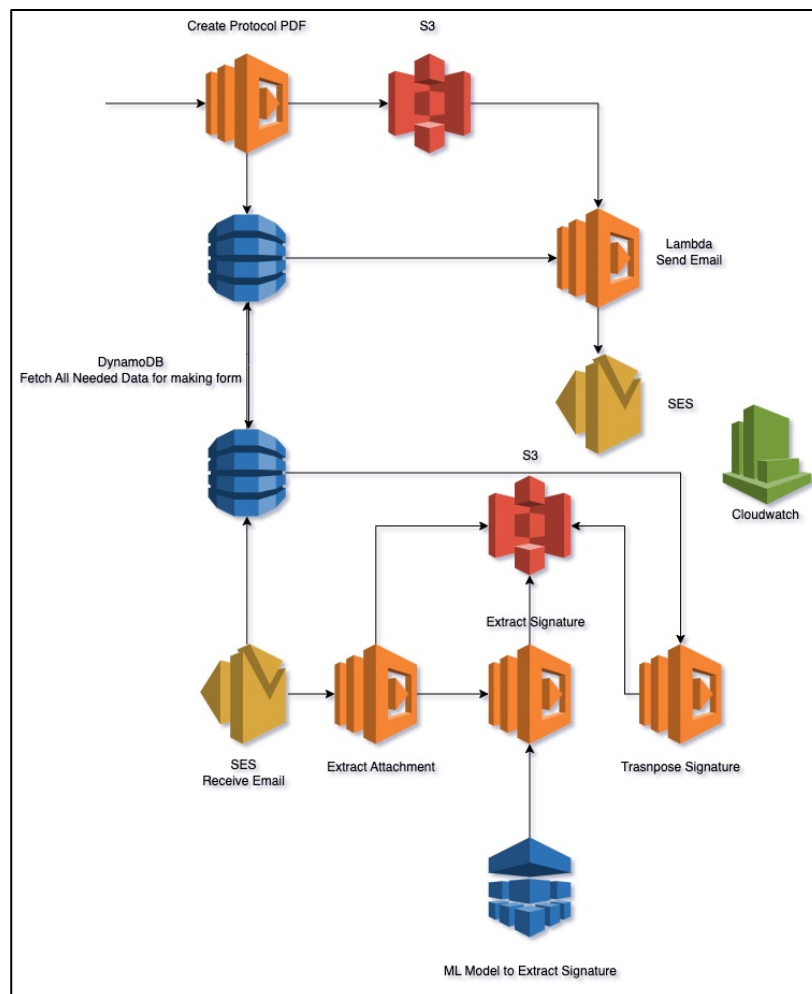 Create Protocol PDF
S3
Lambda
Send Email
DynamoDB
Fetch All Needed Data for making form
SES
S3
Cloudwatch
Extract Signature
SES
Receive Email
Extract Attachment
Trasnpose Signature
ML Model to Extract Signature